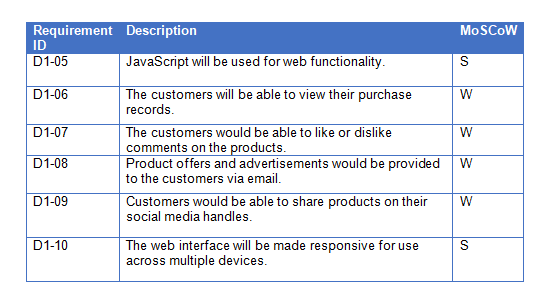 Requirement ID Description MoSCoW
D1-05 JavaScript will be used for web functionality. S
D1-06 The customers will be able to view their purchase records. W
D1-07 The customers would be able to like or dislike comments on the products. W
D1-08 Product offers and advertisements would be provided to the customers via email. W
D1-09 Customers would be able to share products on their social media handles. W
D1-10 The web interface will be made responsive for use across multiple devices. S